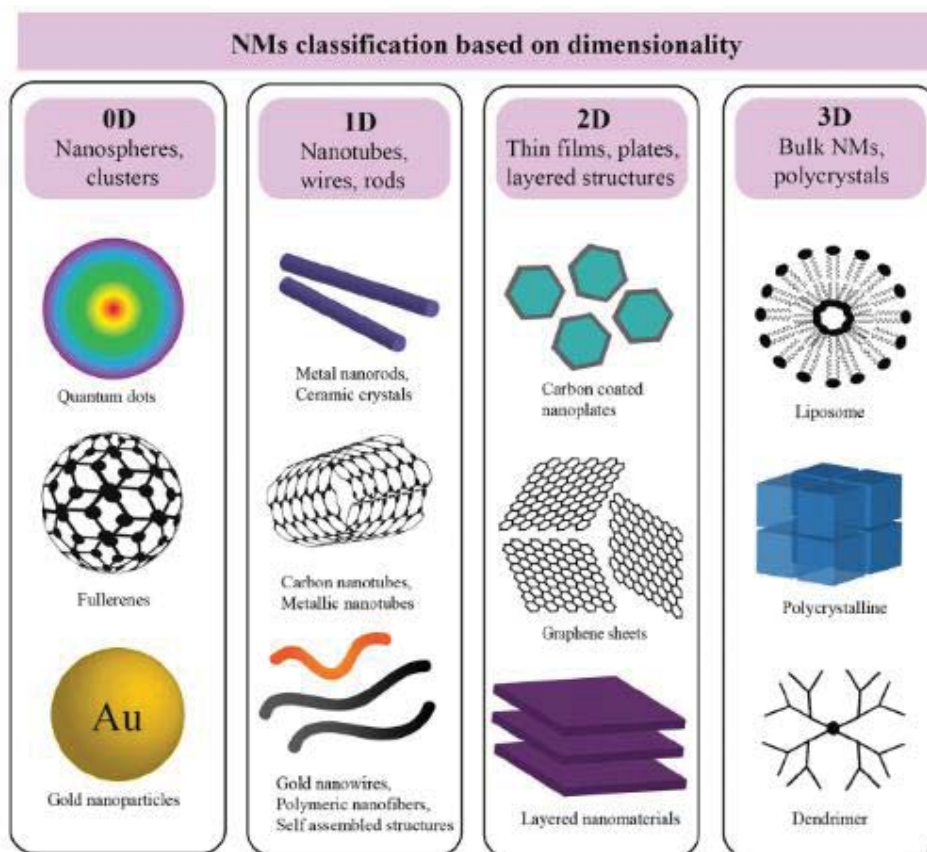 NMs classification based on dimensionality
0D
Nanospheres,
clusters
Quantum dots
Fullerenes
Au
Gold nanoparticles
1D
Nanotubes,
wires, rods
Metal nanorods,
Ceramic crystals
Carbon nanotubes,
Metallic nanotubes
Gold nanowires,
Polymeric nanofibers,
Self assembled structures
2D
Thin films, plates,
layered structures
Carbon coated
nanoplates
Graphene sheets
Layered nanomaterials
3D
Bulk NMs,
polycrystals
Liposome
Polycrystalline
Dendrimer